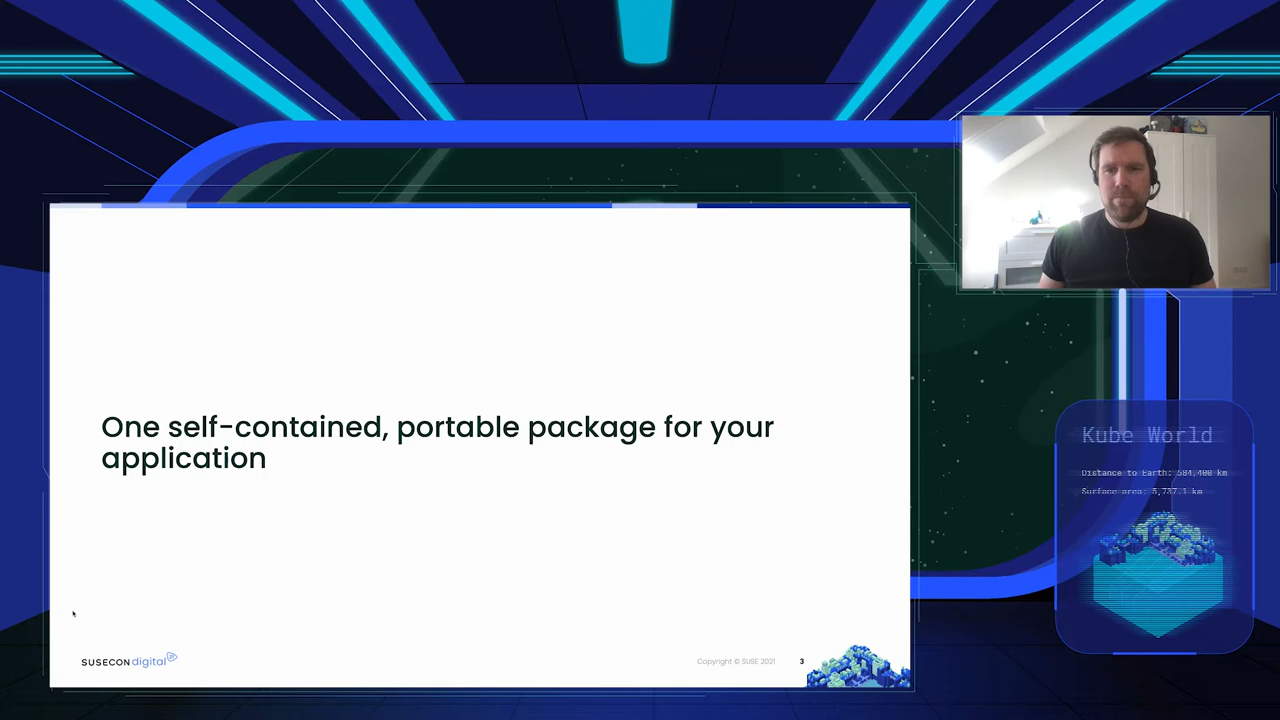 One self-contained, portable package for your
application
SUSECON digital
Copyright © SUSE 2021
3
Kube World
Distance to Earth: 584,400 km
Surface area: 5,787.1 km